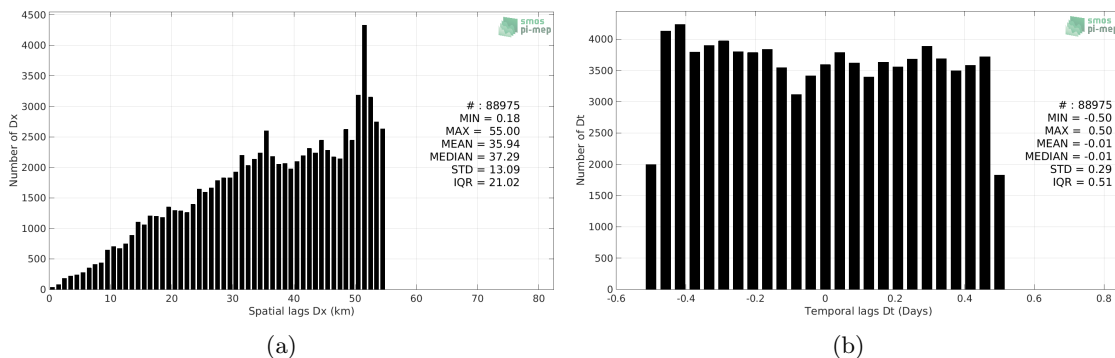 5000
4500
4000
3500
3000
2500
2000
1500
1000
500
0
Number of Dx
0
10
20
30
40
50
60
70
80
Spatial lags Dx (km)
smos
pi-mep
# : 88975
MIN = 0.18
MAX = 55.00
MEAN = 35.94
MEDIAN = 37.29
STD = 13.09
IQR = 21.02
(a)
4000
3500
3000
2500
2000
1500
1000
500
0
Number of Dt
-0.6
-0.4
-0.2
0
0.2
0.4
0.6
0.8
Temporal lags Dt (Days)
smos
pi-mep
# : 88975
MIN = -0.50
MAX = 0.50
MEAN = -0.01
MEDIAN = -0.01
STD = 0.29
IQR = 0.51
(b)